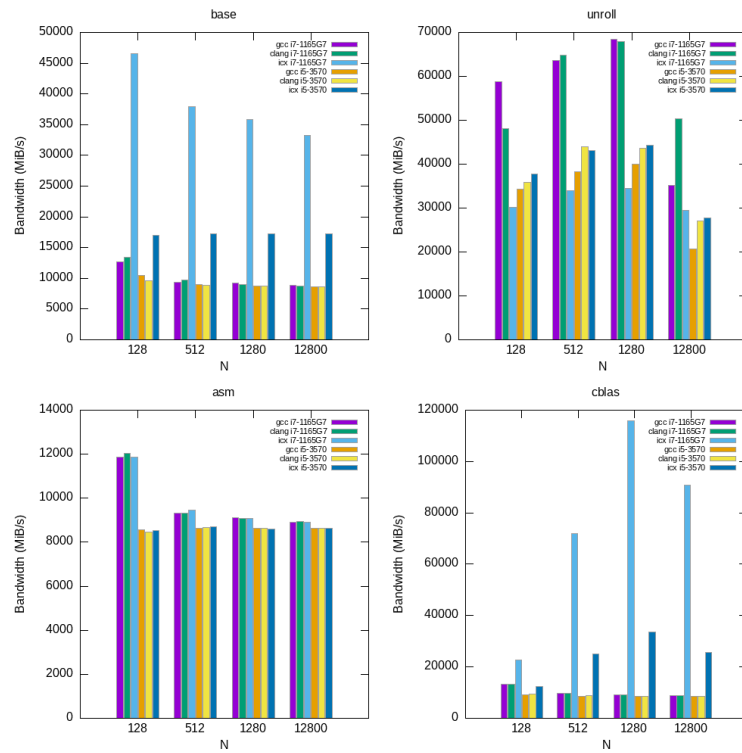 base
Bandwidth (MiB/s)
50000
45000
40000
35000
30000
25000
20000
15000
10000
5000
0
gcc i7-1165G7
clang i7-1165G7
icx i7-1165G7
gcc i5-3570
clang i5-3570
icx i5-3570
128 512 1280 12800
N
unroll
Bandwidth (MiB/s)
70000
60000
50000
40000
30000
20000
10000
0
gcc i7-1165G7
clang i7-1165G7
icx i7-1165G7
gcc i5-3570
clang i5-3570
icx i5-3570
128 512 1280 12800
N
asm
Bandwidth (MiB/s)
14000
12000
10000
8000
6000
4000
2000
0
gcc i7-1165G7
clang i7-1165G7
icx i7-1165G7
gcc i5-3570
clang i5-3570
icx i5-3570
128 512 1280 12800
N
cblas
Bandwidth (MiB/s)
120000
100000
80000
60000
40000
20000
0
gcc i7-1165G7
clang i7-1165G7
icx i7-1165G7
gcc i5-3570
clang i5-3570
icx i5-3570
128 512 1280 12800
N